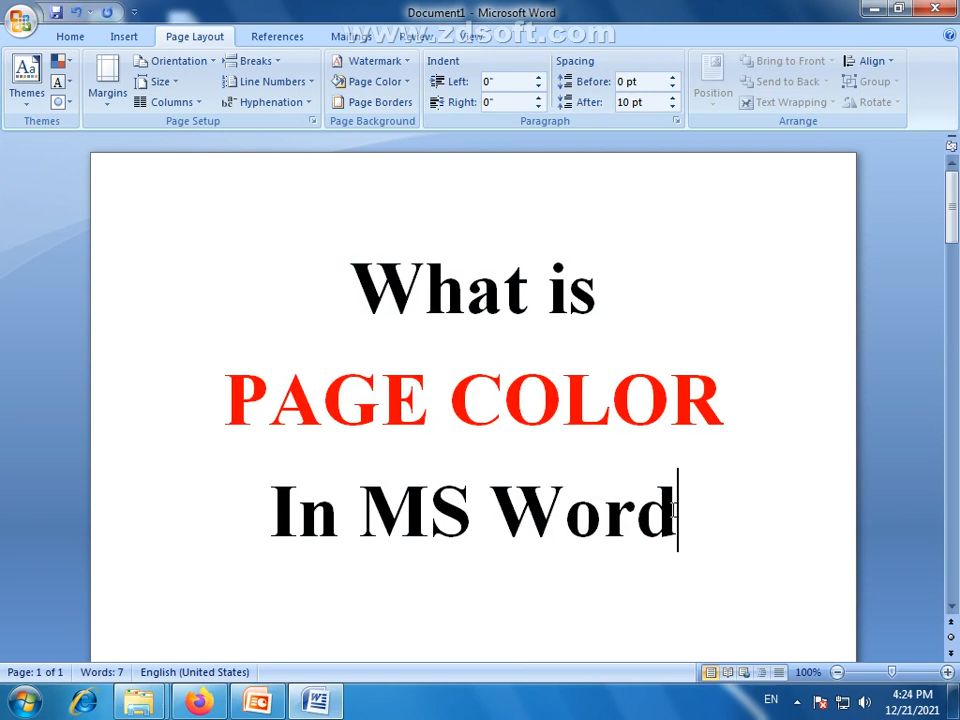 Document1 - Microsoft Word
www.zdsoft.com
Home Insert Page Layout References Mailings Review View
Themes
Themes
Margins
Orientation
Size
Columns
Breaks
Line Numbers
Hyphenation
Page Setup
Watermark
Page Color
Page Borders
Page Background
Indent
Left: 0"
Right: 0"
Spacing
Before: 0 pt
After: 10 pt
Paragraph
Position
Bring to Front
Send to Back
Text Wrapping
Align
Group
Rotate
Arrange
What is
PAGE COLOR
In MS Word
Page: 1 of 1 Words: 7 English (United States) 100%
EN
4:24 PM
12/21/2021